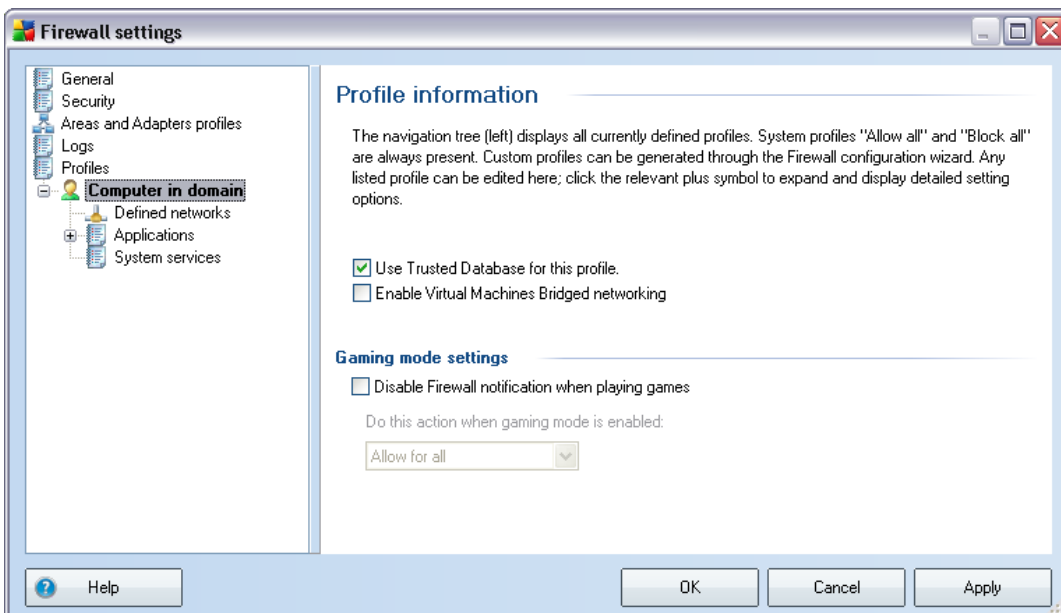 Firewall settings
General
Security
Areas and Adapters profiles
Logs
Profiles
Computer in domain
Defined networks
Applications
System services
Profile information
The navigation tree (left) displays all currently defined profiles. System profiles "Allow all" and "Block all"
are always present. Custom profiles can be generated through the Firewall configuration wizard. Any
listed profile can be edited here; click the relevant plus symbol to expand and display detailed setting
options.
Use Trusted Database for this profile.
Enable Virtual Machines Bridged networking
Gaming mode settings
Disable Firewall notification when playing games
Do this action when gaming mode is enabled:
Allow for all
Help
OK
Cancel
Apply